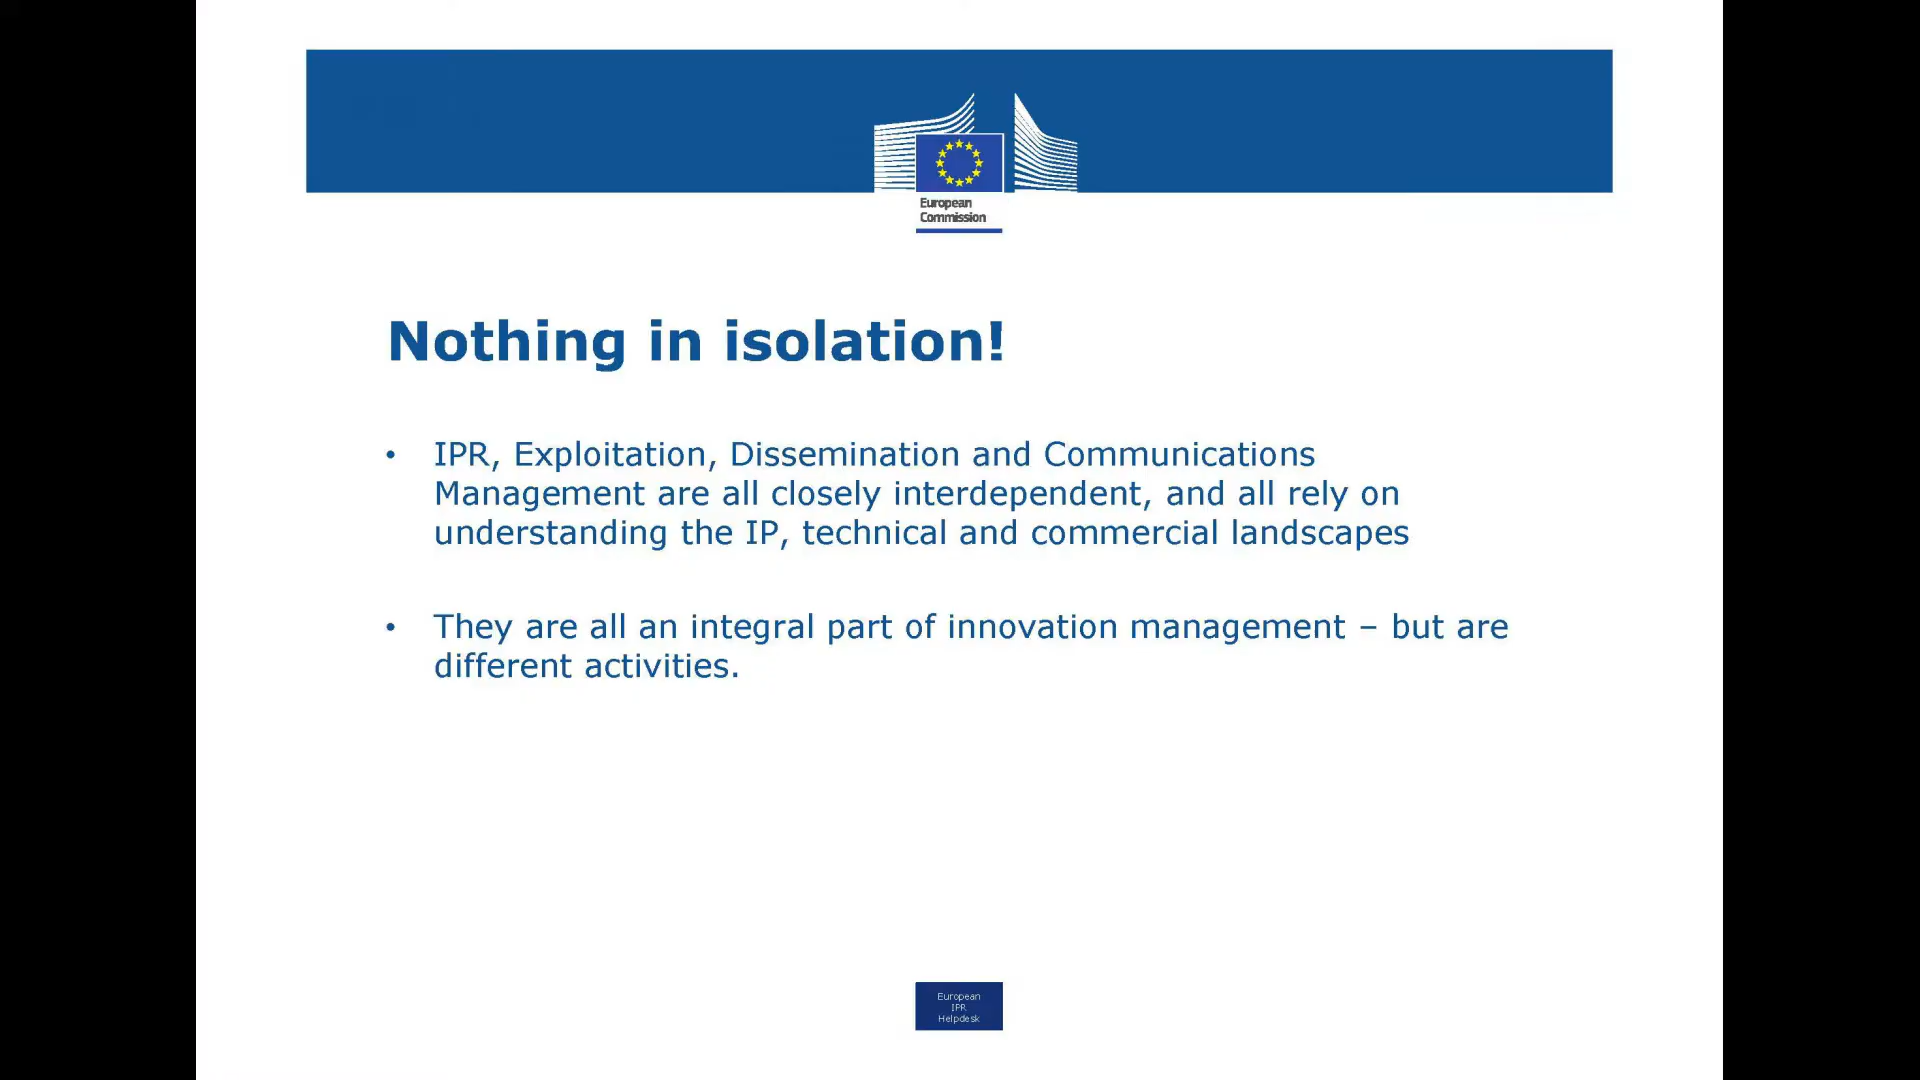 European
Commission
Nothing in isolation!
• IPR, Exploitation, Dissemination and Communications
Management are all closely interdependent, and all rely on
understanding the IP, technical and commercial landscapes
• They are all an integral part of innovation management – but are
different activities.
European
IPR
Helpdesk